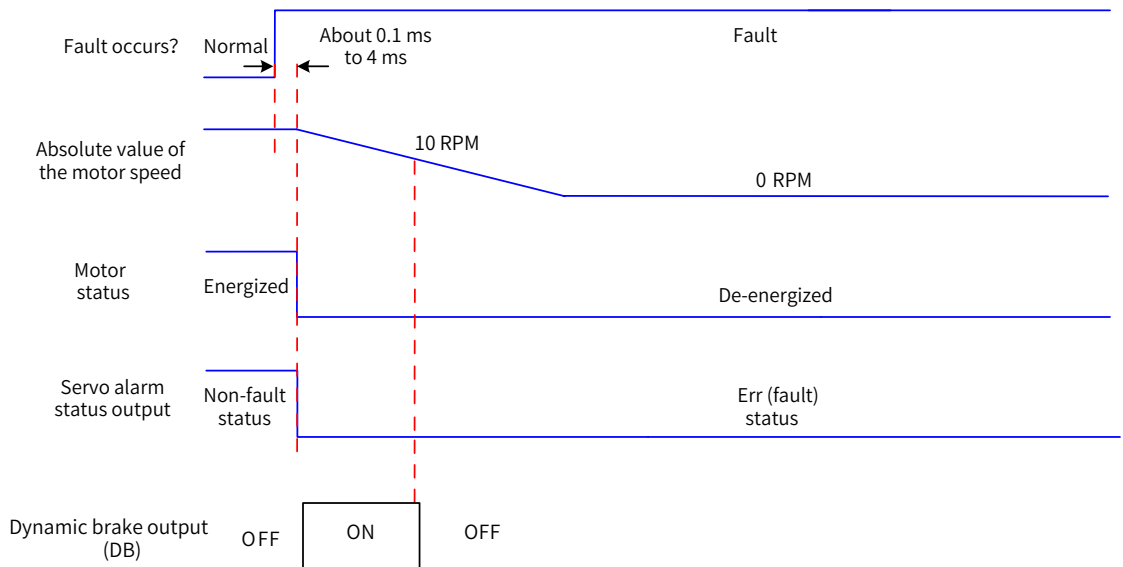 Fault occurs?
Normal
About 0.1 ms
to 4 ms
Fault
Absolute value of
the motor speed
10 RPM
0 RPM
Motor
status
Energized
De-energized
Servo alarm
status output
Non-fault
status
Err (fault)
status
Dynamic brake output
(DB)
OFF
ON
OFF